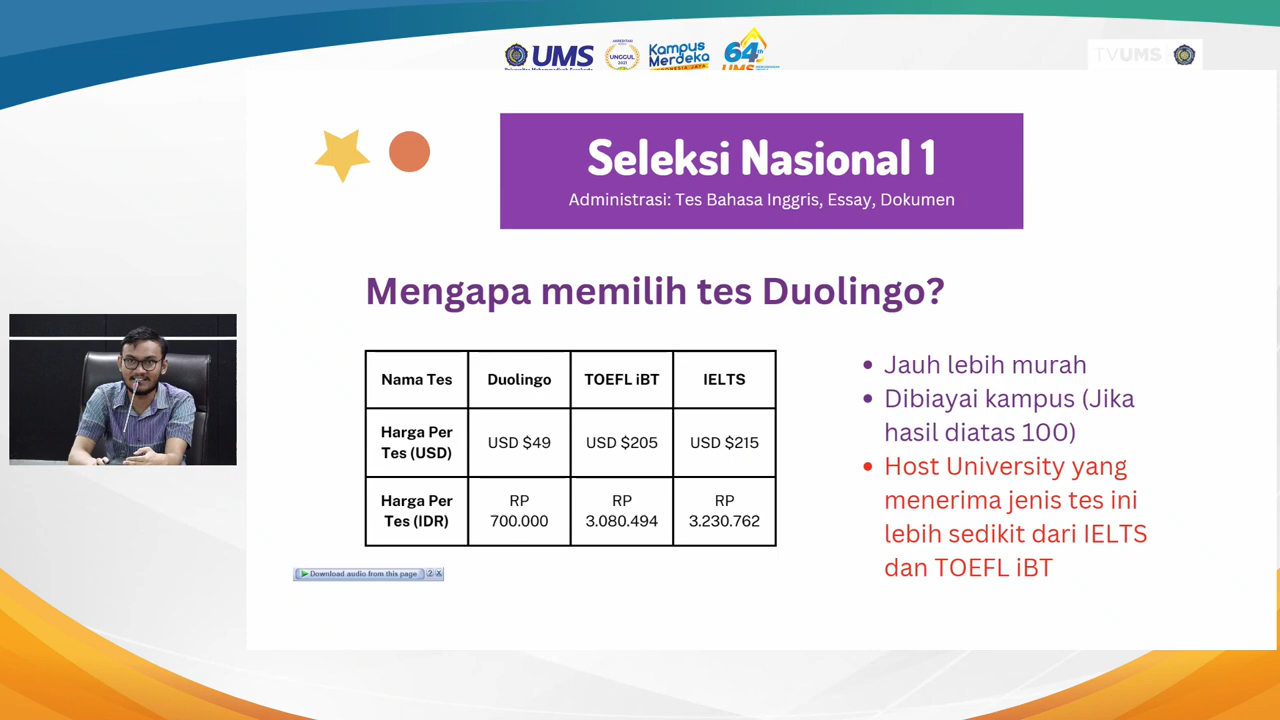 UMS
AKREDITASI
UNGGUL
2021
Kampus
Merdeka
INDONESIA JAYA
64th
UMS
TVUMS
Seleksi Nasional 1
Administrasi: Tes Bahasa Inggris, Essay, Dokumen
Mengapa memilih tes Duolingo?
Nama Tes Duolingo TOEFL iBT IELTS
Harga Per
Tes (USD) USD $49 USD $205 USD $215
Harga Per RP RP RP
Tes (IDR) 700.000 3.080.494 3.230.762
Jauh lebih murah
Dibiayai kampus (Jika
hasil diatas 100)
Host University yang
menerima jenis tes ini
lebih sedikit dari IELTS
dan TOEFL iBT
Download audio from this page ? X